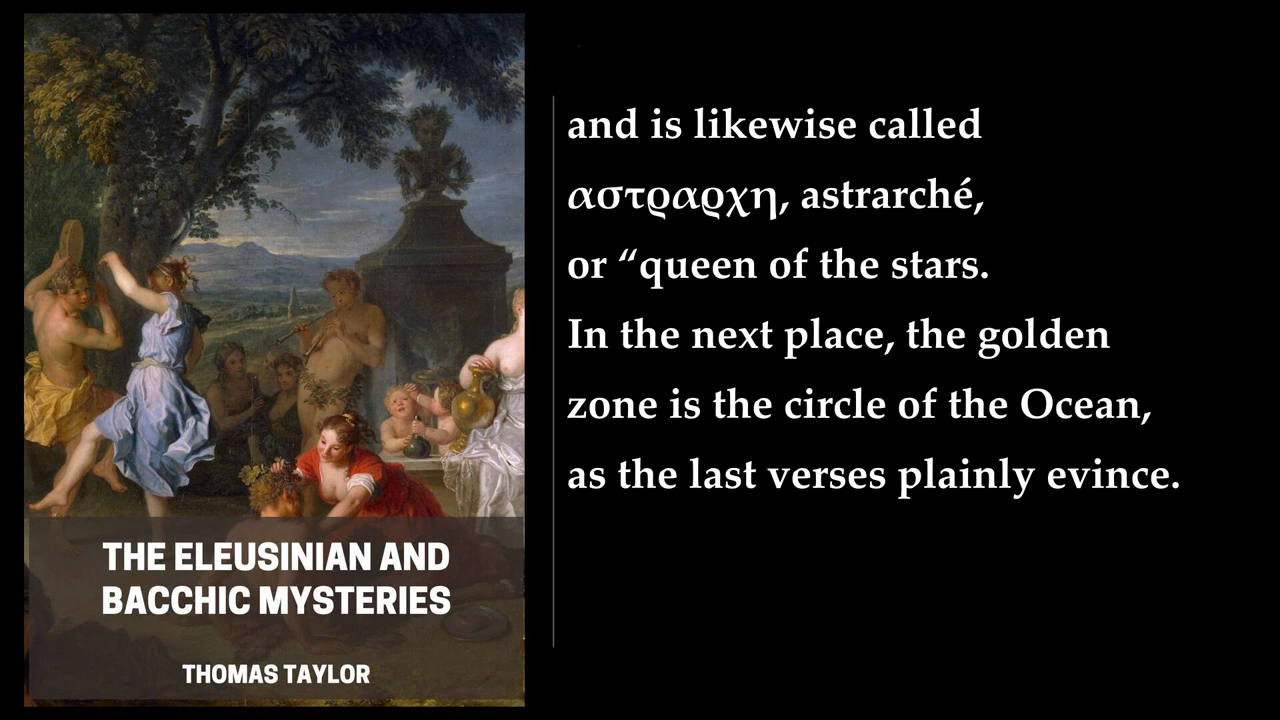 THE ELEUSINIAN AND
BACCHIC MYSTERIES
THOMAS TAYLOR
and is likewise called
αστραρχη, astrarché,
or “queen of the stars.
In the next place, the golden
zone is the circle of the Ocean,
as the last verses plainly evince.